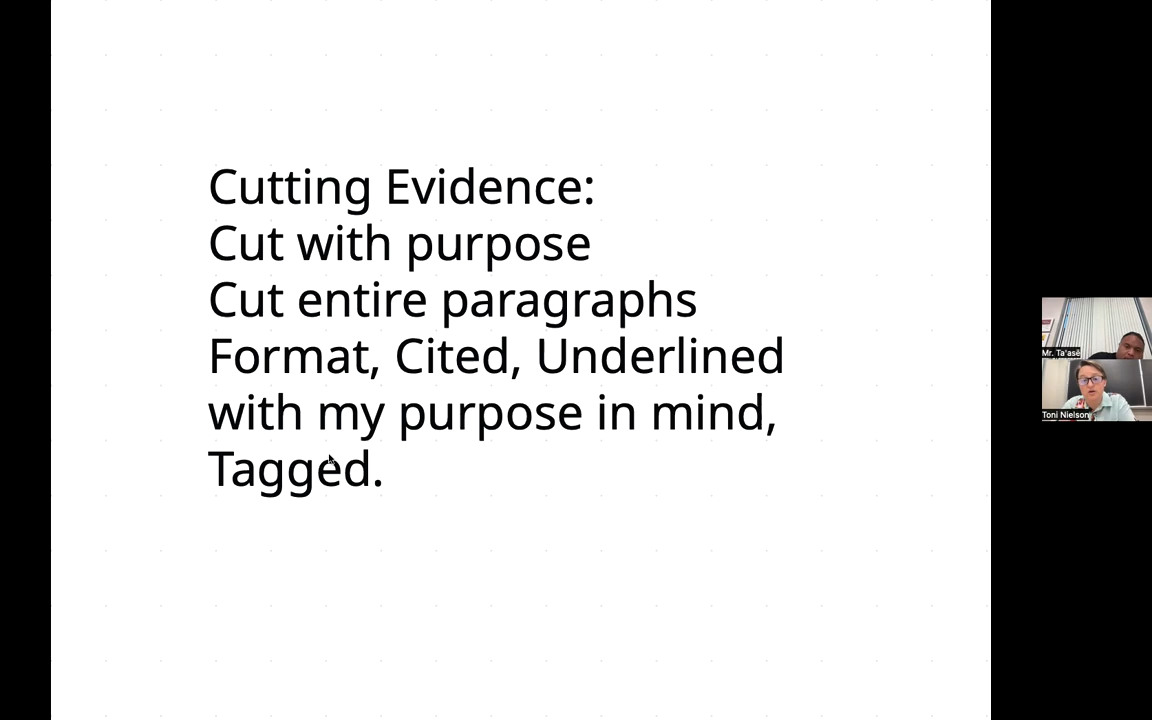 Cutting Evidence:
Cut with purpose
Cut entire paragraphs
Format, Cited, Underlined
with my purpose in mind,
Tagged.
Mr. Ta'ase
Toni Nielson